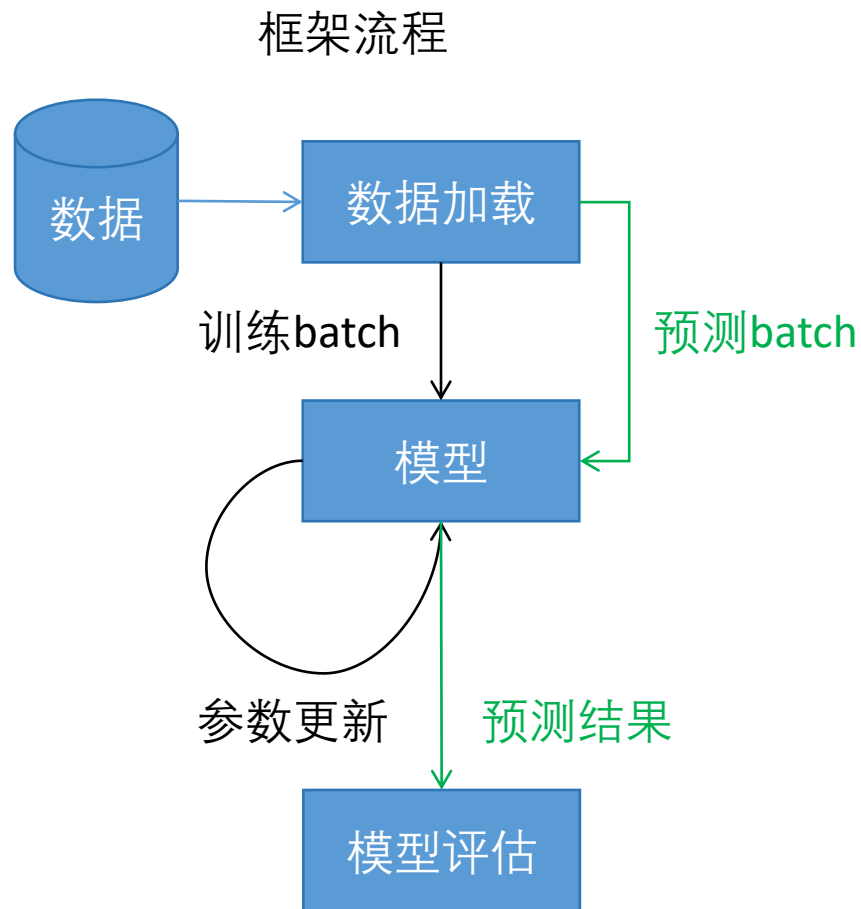 框架流程
数据
数据加载
训练batch
预测batch
模型
参数更新
预测结果
模型评估